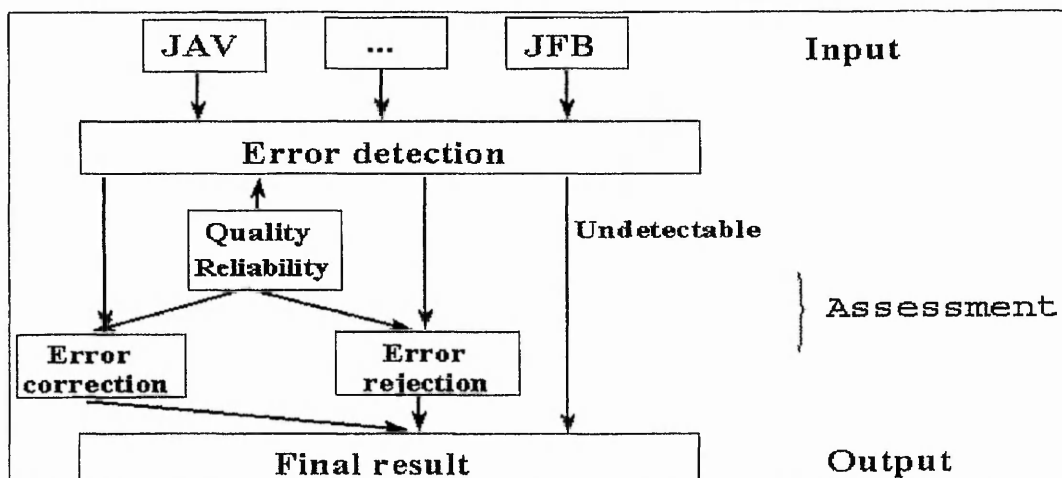 JAV
...
JFB
Input
Error detection
Quality
Reliability
Undetectable
Assessment
Error
correction
Error
rejection
Final result
Output